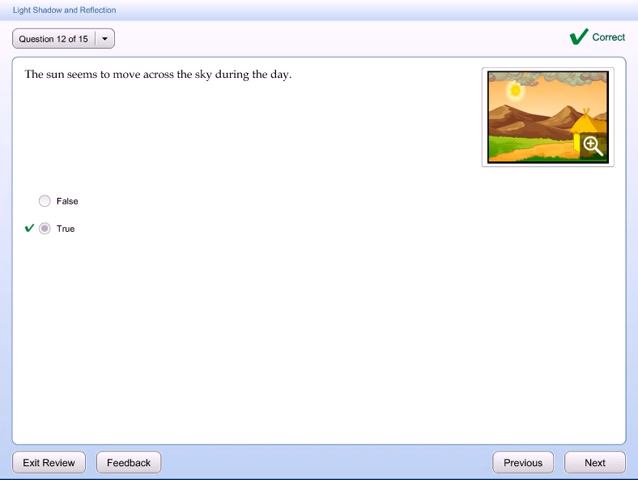 Light Shadow and Reflection
Question 12 of 15
Correct
The sun seems to move across the sky during the day.
False
True
Exit Review
Feedback
Previous
Next